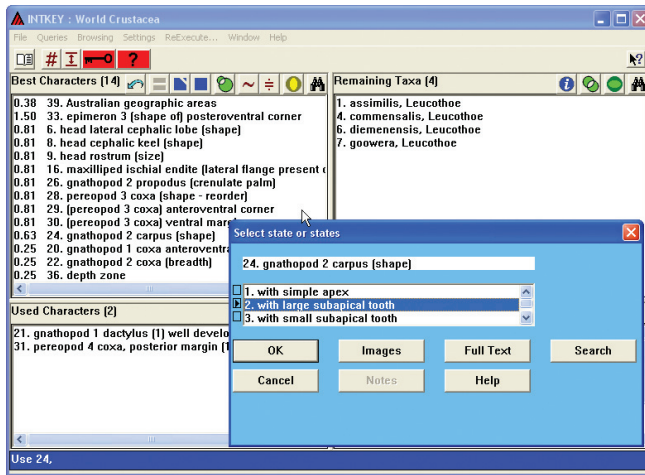 INTKEY : World Crustacea
File Queries Browsing Settings ReExecute... Window Help
Best Characters (14)
0.38 39. Australian geographic areas
1.50 33. epimeron 3 (shape of) posteroventral corner
0.81 6. head lateral cephalic lobe (shape)
0.81 8. head cephalic keel (shape)
0.81 9. head rostrum (size)
0.81 16. maxilliped ischial endite (lateral flange present
0.81 26. gnathopod 2 propodus (crenulate palm)
0.81 28. pereopod 3 coxa (shape - reorder)
0.81 29. (pereopod 3 coxa) anteroventral corner
0.81 30. (pereopod 3 coxa) ventral marg
0.63 24. gnathopod 2 carpus (shape)
0.25 20. gnathopod 1 coxa anteroventra
0.25 22. gnathopod 2 coxa (breadth)
0.25 36. depth zone
Remaining Taxa (4)
1. assimilis, Leucothoe
4. commensalis, Leucothoe
6. diemenensis, Leucothoe
7. goowera, Leucothoe
Used Characters (2)
21. gnathopod 1 dactylus (1) well develo
31. pereopod 4 coxa, posterior margin (1
Select state or states
24. gnathopod 2 carpus (shape)
1. with simple apex
2. with large subapical tooth
3. with small subapical tooth
OK Images Full Text Search
Cancel Notes Help
Use 24,